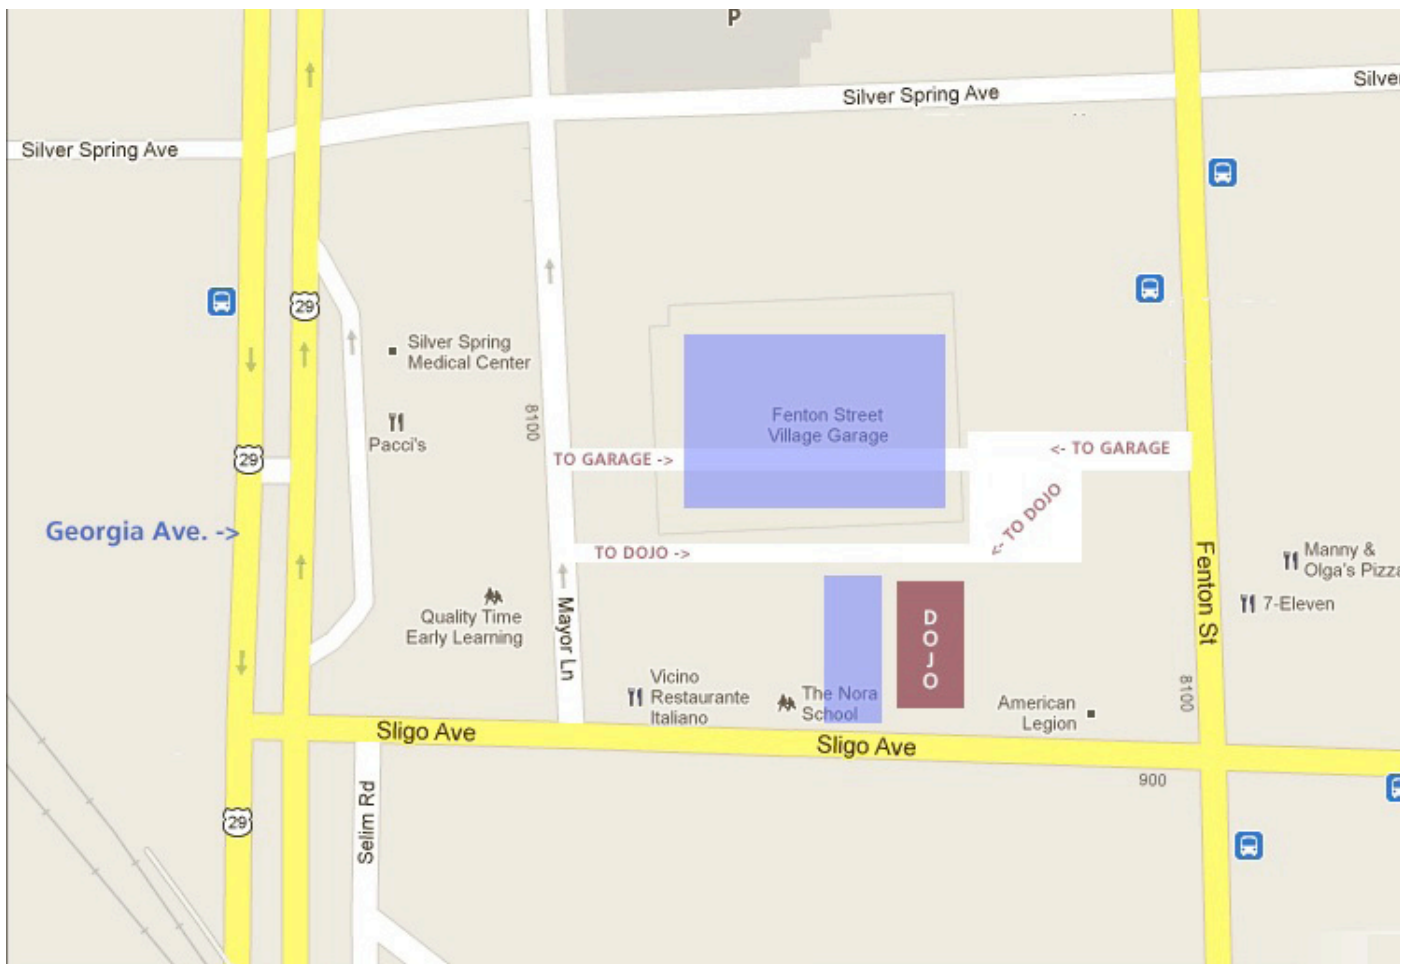 P
Silver Spring Ave
Silve
Silver Spring Ave
29
Silver Spring
Medical Center
8100
Pacci's
Fenton Street
Village Garage
29
TO GARAGE ->
<- TO GARAGE
Georgia Ave. ->
TO DOJO ->
<- TO DOJO
Fenton St
Manny &
Olga's Pizza
7-Eleven
Quality Time
Early Learning
Mayor Ln
DOJO
Vicino
Restaurante
Italiano
The Nora
School
American
Legion
8100
Sligo Ave
Sligo Ave
900
29
Selim Rd